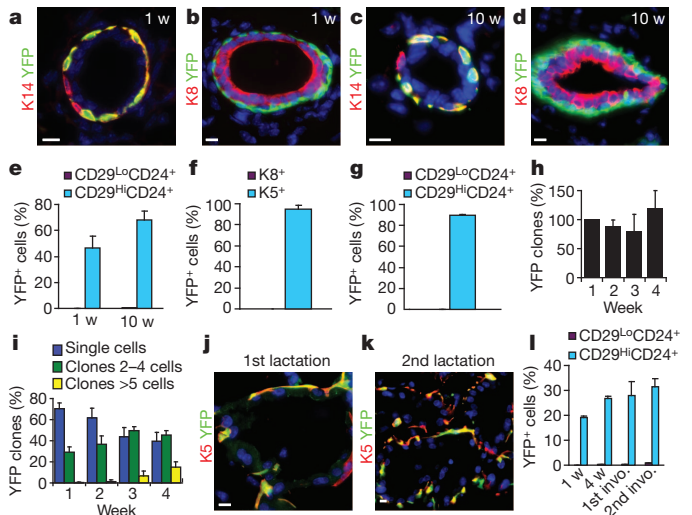 a
1 w
K14 YFP
b
1 w
K8 YFP
c
10 w
K14 YFP
d
10 w
K8 YFP
e
CD29LoCD24+
CD29HiCD24+
YFP+ cells (%)
80
60
40
20
0
1 w
10 w
f
K8+
K5+
YFP+ cells (%)
100
80
60
40
20
0
g
CD29LoCD24+
CD29HiCD24+
YFP+ cells (%)
100
80
60
40
20
0
h
YFP clones (%)
150
100
50
0
1 2 3 4
Week
i
Single cells
Clones 2–4 cells
Clones >5 cells
YFP clones (%)
80
60
40
20
0
1 2 3 4
Week
j
1st lactation
K5 YFP
k
2nd lactation
K5 YFP
l
CD29LoCD24+
CD29HiCD24+
YFP+ cells (%)
40
30
20
10
0
1 w
4 w
1st invo.
2nd invo.